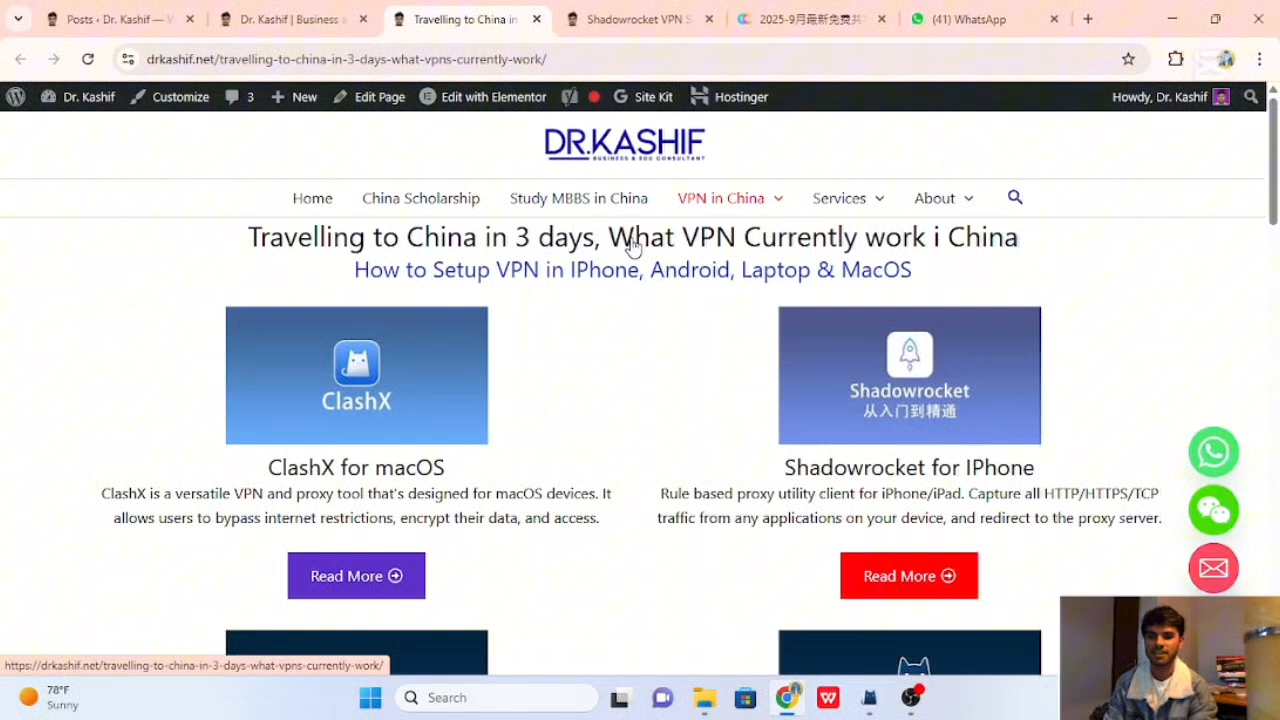 Posts ‹ Dr. Kashif — W
Dr. Kashif | Business a
Travelling to China in
Shadowrocket VPN S
2025-9月最新免费共
(41) WhatsApp
drkashif.net/travelling-to-china-in-3-days-what-vpns-currently-work/
Dr. Kashif
Customize
3
New
Edit Page
Edit with Elementor
Site Kit
Hostinger
Howdy, Dr. Kashif
DR.KASHIF
BUSINESS & EDU CONSULTANT
Home
China Scholarship
Study MBBS in China
VPN in China
Services
About
Travelling to China in 3 days, What VPN Currently work i China
How to Setup VPN in IPhone, Android, Laptop & MacOS
ClashX
Shadowrocket
从入门到精通
ClashX for macOS
ClashX is a versatile VPN and proxy tool that's designed for macOS devices. It
allows users to bypass internet restrictions, encrypt their data, and access.
Read More
Shadowrocket for IPhone
Rule based proxy utility client for iPhone/iPad. Capture all HTTP/HTTPS/TCP
traffic from any applications on your device, and redirect to the proxy server.
Read More
https://drkashif.net/travelling-to-china-in-3-days-what-vpns-currently-work/
78°F
Sunny
Search